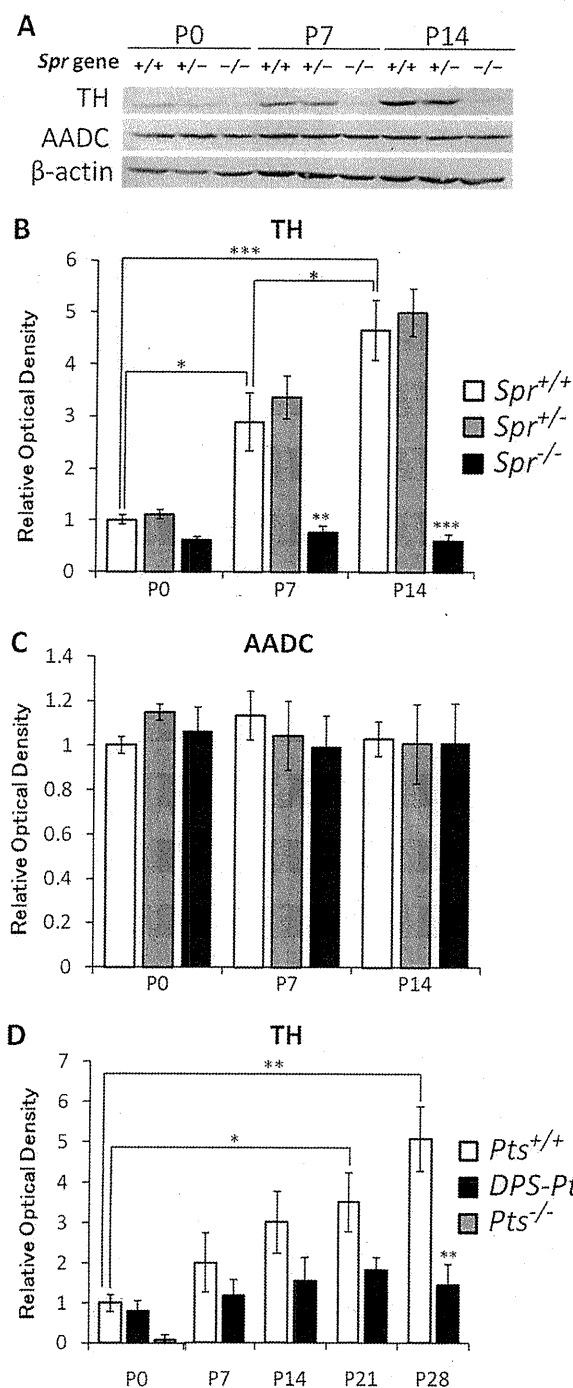 A
P0 P7 P14
Spr gene +/+ +/− −/− +/+ +/− −/− +/+ +/− −/−
TH
AADC
β-actin
B
TH
Relative Optical Density
6
5
4
3
2
1
0
***
*
*
**
***
P0 P7 P14
Spr+/+
Spr+/-
Spr-/-
C
AADC
Relative Optical Density
1.4
1.2
1
0.8
0.6
0.4
0.2
0
P0 P7 P14
D
TH
Relative Optical Density
7
6
5
4
3
2
1
0
**
*
**
P0 P7 P14 P21 P28
Pts+/+
DPS-Pt
Pts-/-